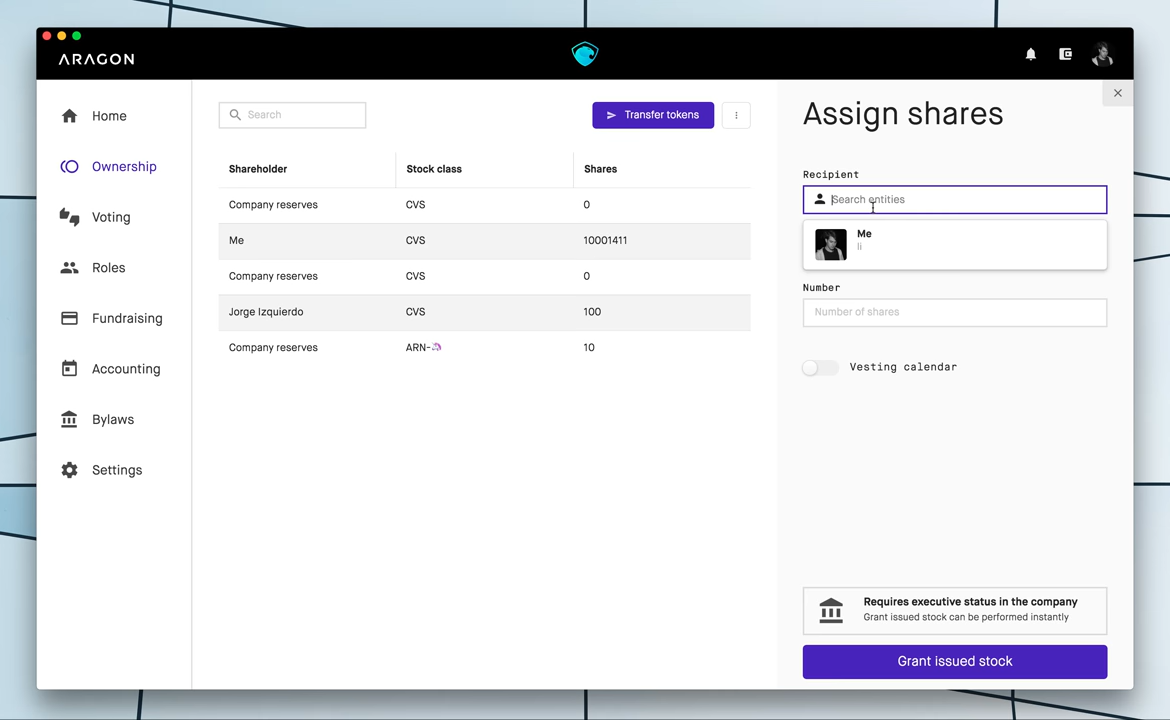 ARAGON
Home
Ownership
Voting
Roles
Fundraising
Accounting
Bylaws
Settings
Search
Transfer tokens
Shareholder Stock class Shares
Company reserves CVS 0
Me CVS 10001411
Company reserves CVS 0
Jorge Izquierdo CVS 100
Company reserves ARN-🦄 10
Assign shares
Recipient
Search entities
Me
li
Number
Number of shares
Vesting calendar
Requires executive status in the company
Grant issued stock can be performed instantly
Grant issued stock